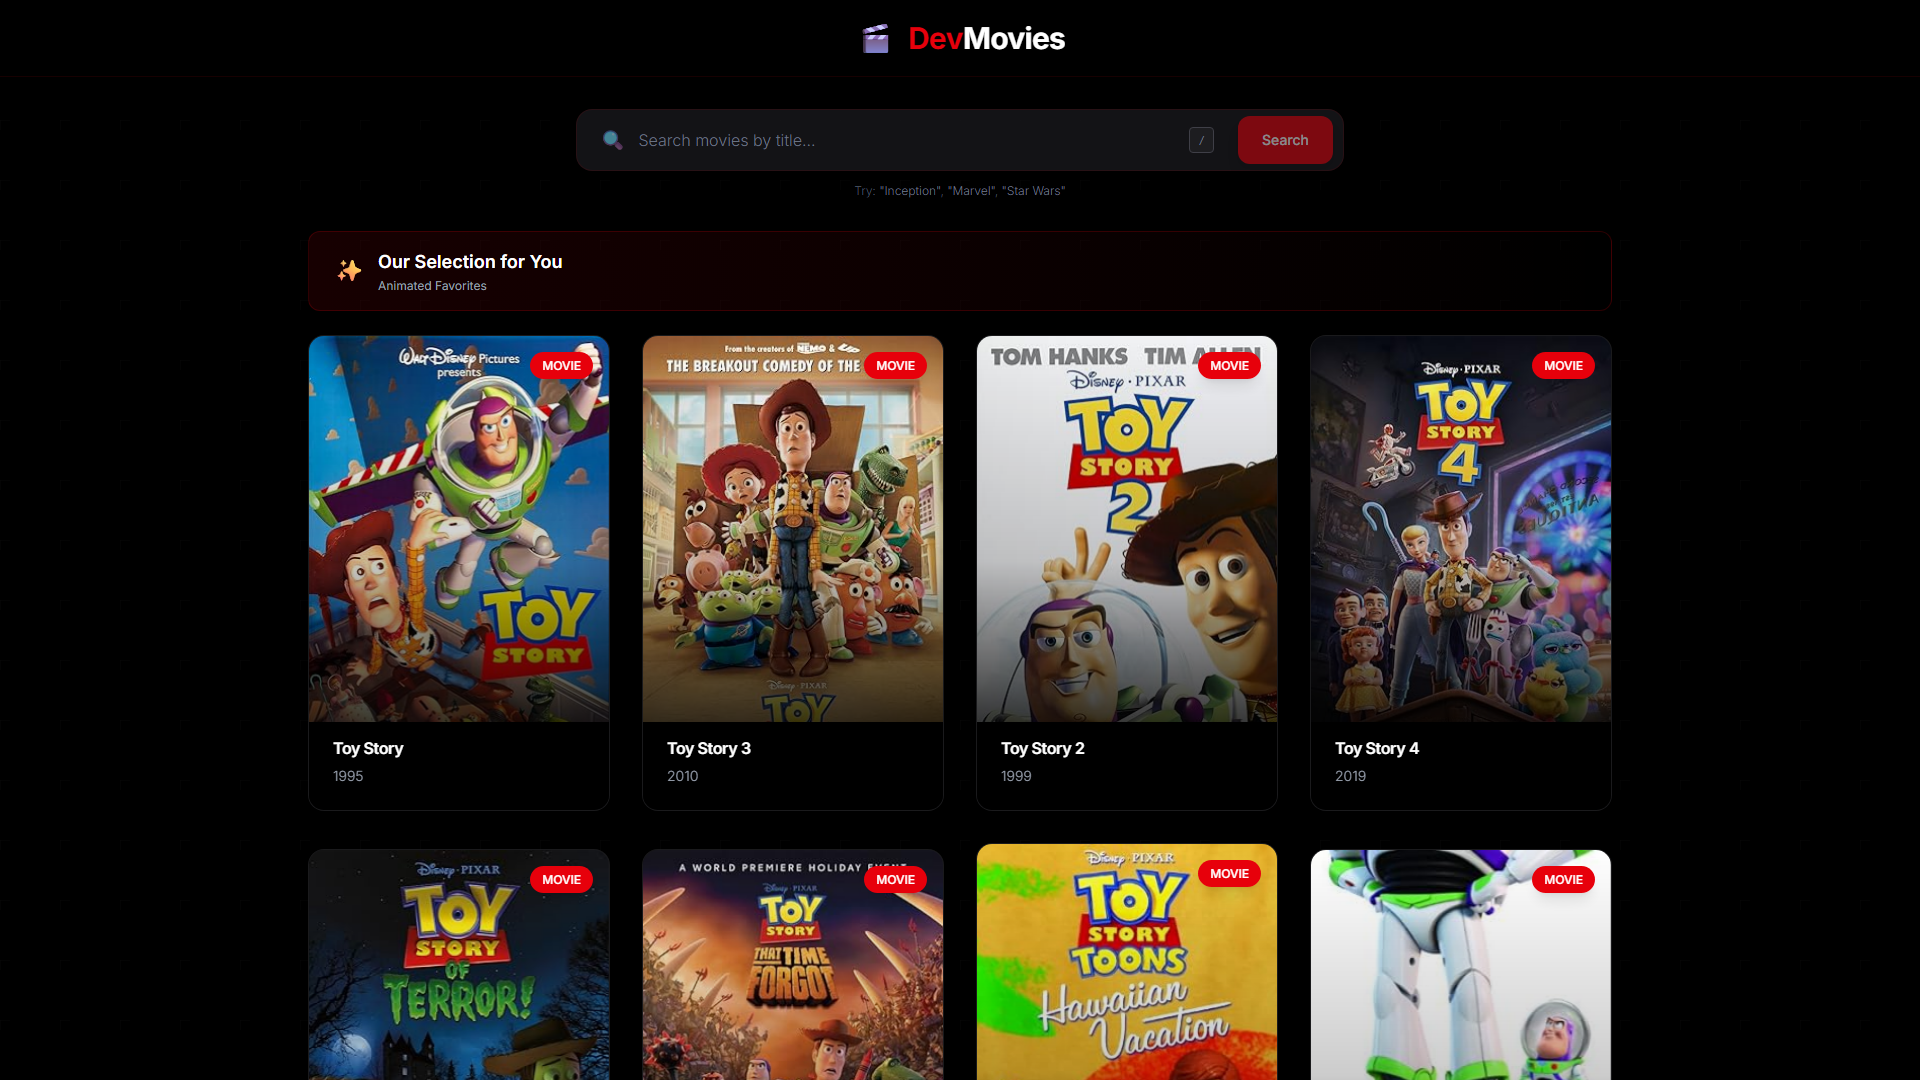 DevMovies
Search movies by title...
/
Search
Try: "Inception", "Marvel", "Star Wars"
Our Selection for You
Animated Favorites
WALT DISNEY Pictures
presents
MOVIE
TOY
STORY
Toy Story
1995
From the creators of NEMO &
THE BREAKOUT COMEDY OF THE
MOVIE
Disney·PIXAR
TOY
Toy Story 3
2010
TOM HANKS TIM ALLEN
MOVIE
Disney·PIXAR
TOY
STORY
2
Toy Story 2
1999
MOVIE
Disney·PIXAR
TOY
STORY
4
Toy Story 4
2019
MOVIE
Disney·PIXAR
TOY
STORY
OF
TERROR!
A WORLD PREMIERE HOLIDAY EVENT
MOVIE
Disney·PIXAR
TOY
STORY
THAT TIME
FORGOT
Disney·PIXAR
MOVIE
TOY
STORY
TOONS
Hawaiian
Vacation
MOVIE